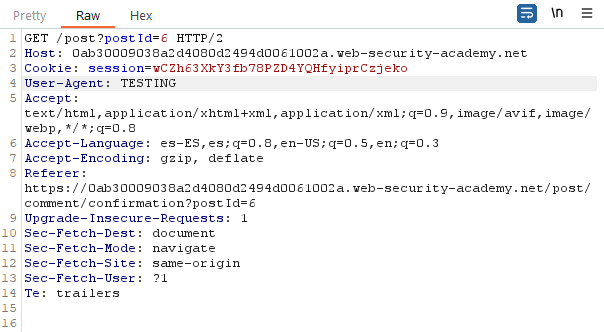 Pretty Raw Hex \n
1 GET /post?postId=6 HTTP/2
2 Host: 0ab30009038a2d4080d2494d0061002a.web-security-academy.net
3 Cookie: session=wCZh63XkY3fb78PZD4YQHfyiprCzjeko
4 User-Agent: TESTING
5 Accept:
text/html,application/xhtml+xml,application/xml;q=0.9,image/avif,image/
webp,*/*;q=0.8
6 Accept-Language: es-ES,es;q=0.8,en-US;q=0.5,en;q=0.3
7 Accept-Encoding: gzip, deflate
8 Referer:
https://0ab30009038a2d4080d2494d0061002a.web-security-academy.net/post/
comment/confirmation?postId=6
9 Upgrade-Insecure-Requests: 1
10 Sec-Fetch-Dest: document
11 Sec-Fetch-Mode: navigate
12 Sec-Fetch-Site: same-origin
13 Sec-Fetch-User: ?1
14 Te: trailers
15
16